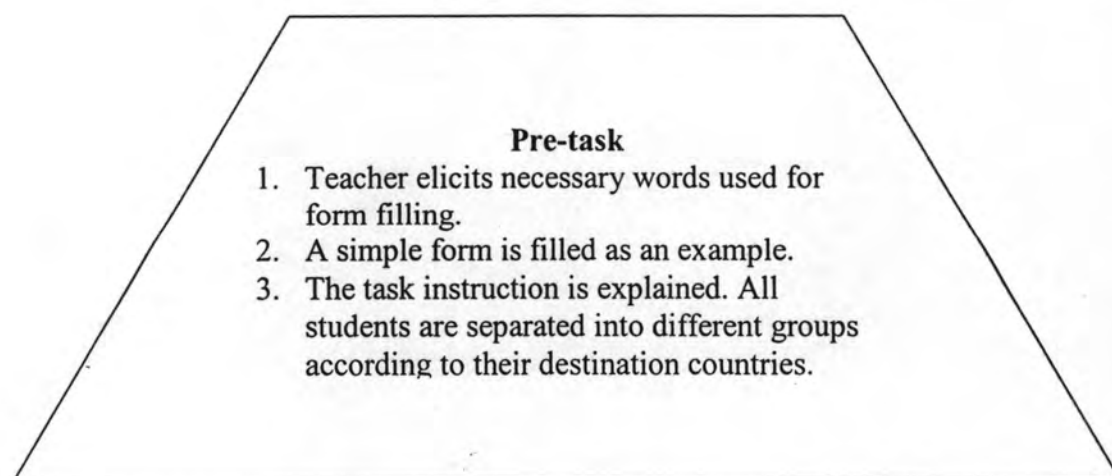 Pre-task
1. Teacher elicits necessary words used for
form filling.
2. A simple form is filled as an example.
3. The task instruction is explained. All
students are separated into different groups
according to their destination countries.